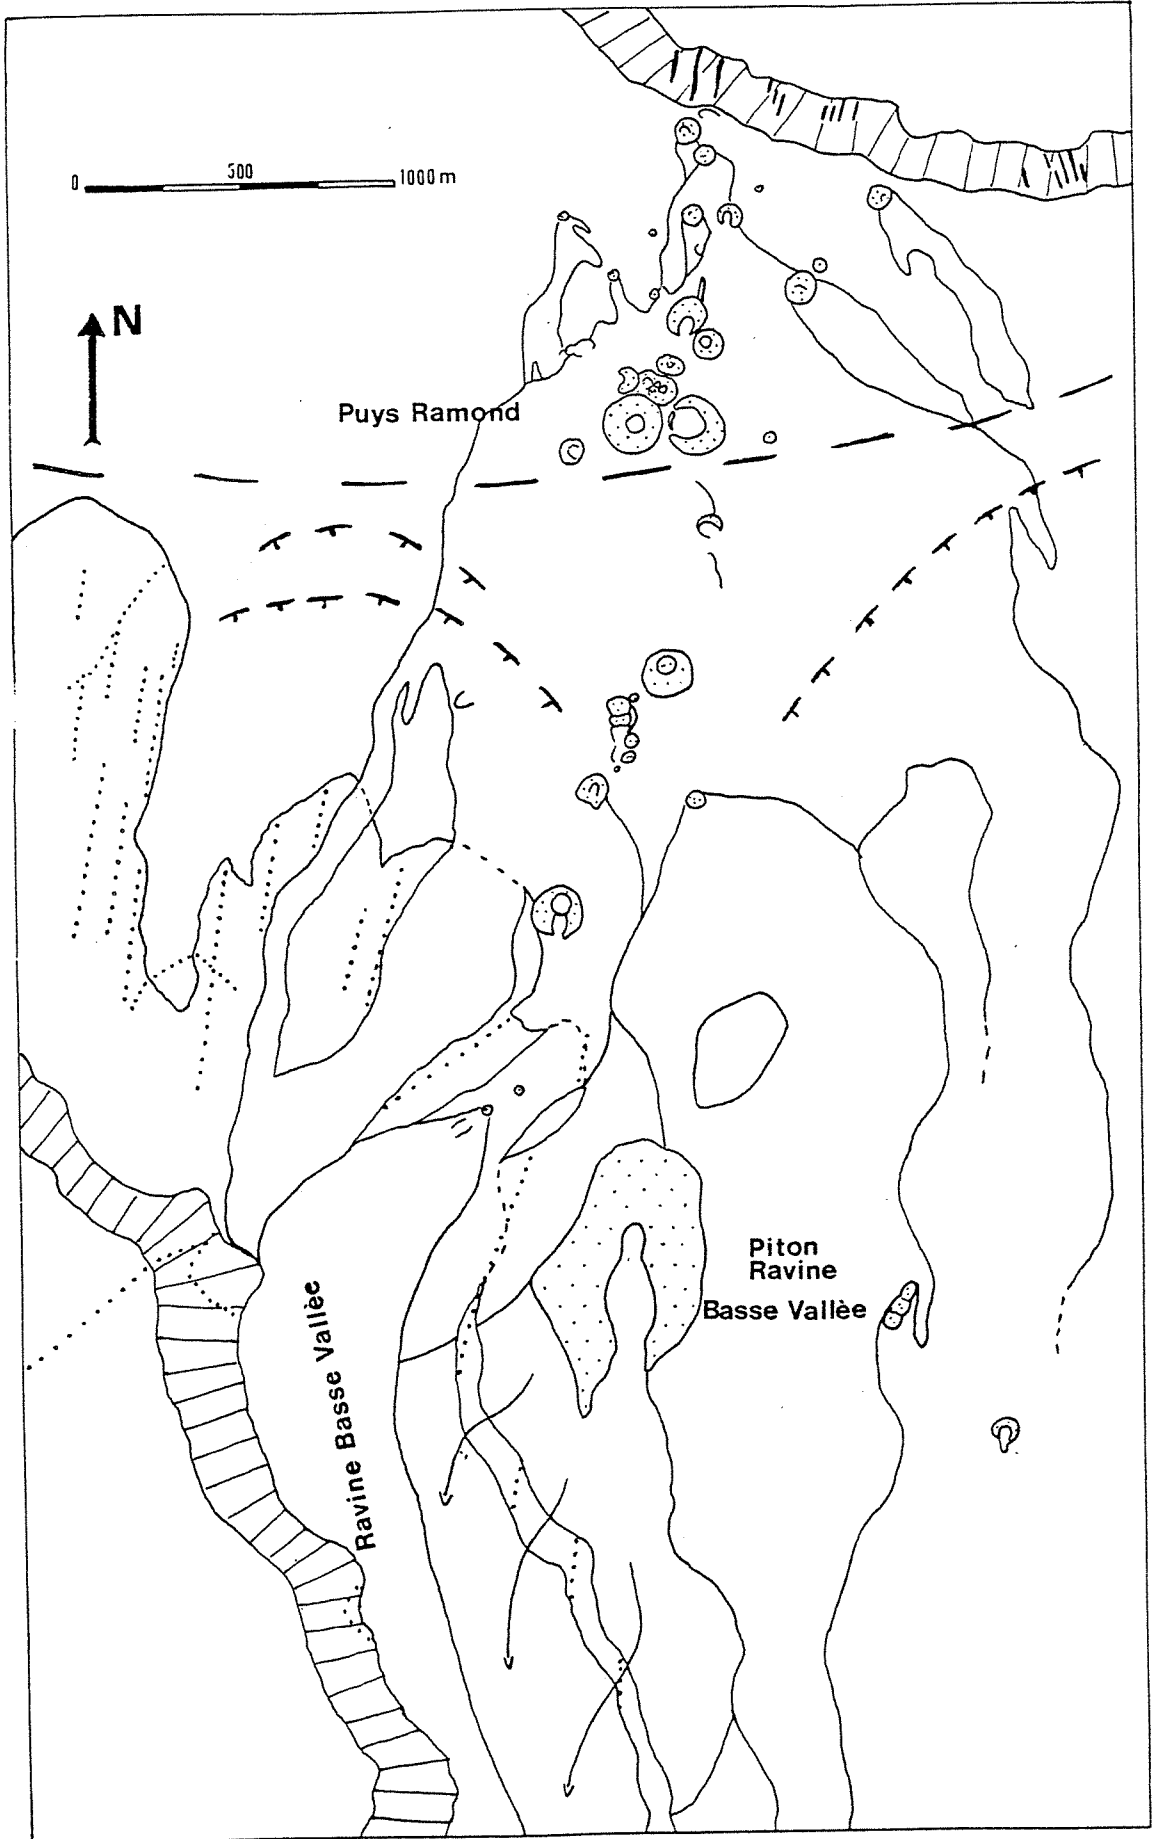 0 500 1000 m
N
Puys Ramond
Piton
Ravine
Basse Vallèe
Ravine Basse Vallèe